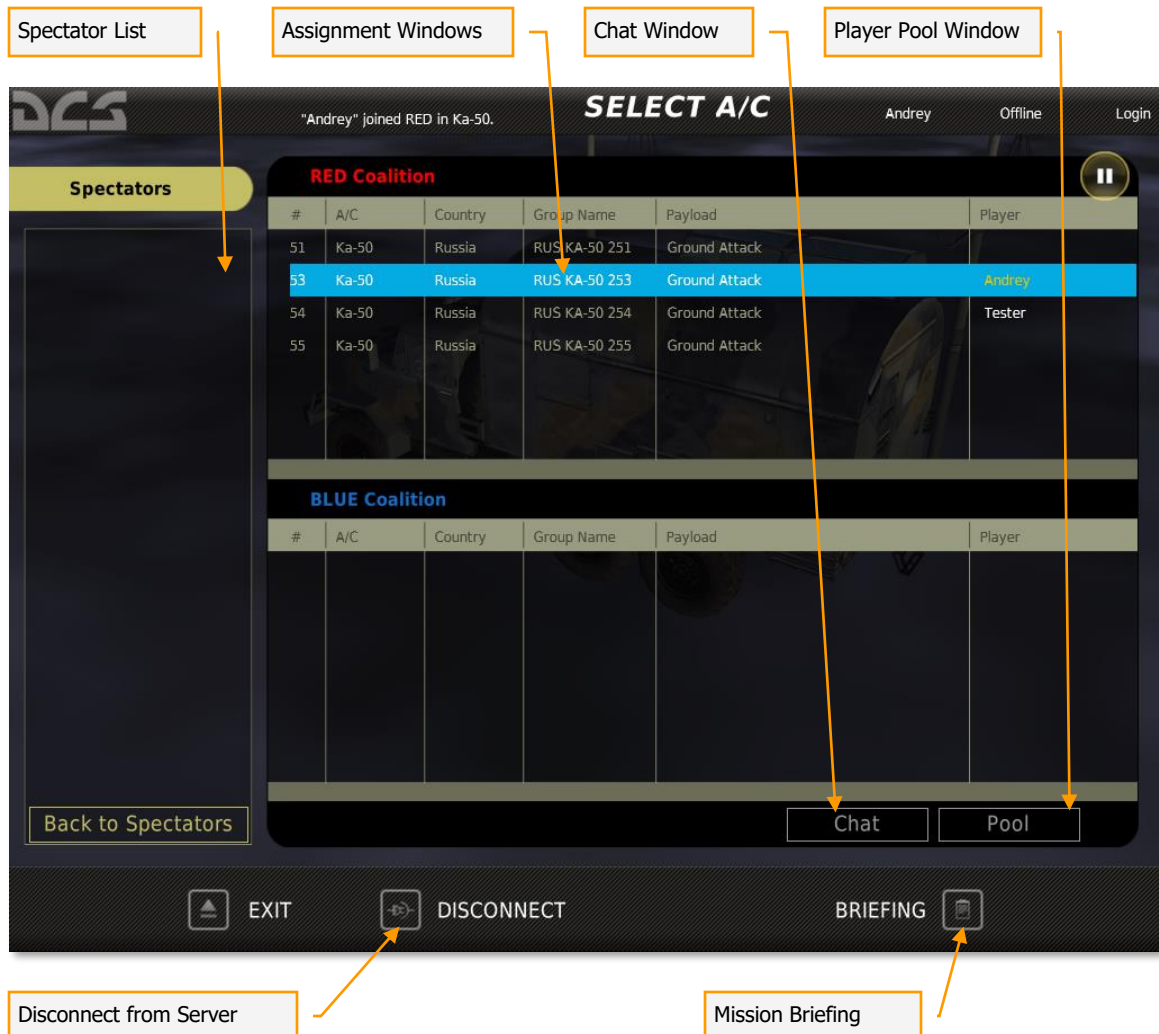 Spectator List
Assignment Windows
Chat Window
Player Pool Window
DCS
"Andrey" joined RED in Ka-50.
SELECT A/C
Andrey
Offline
Login
Spectators
RED Coalition
# A/C Country Group Name Payload Player
51 Ka-50 Russia RUS KA-50 251 Ground Attack
53 Ka-50 Russia RUS KA-50 253 Ground Attack Andrey
54 Ka-50 Russia RUS KA-50 254 Ground Attack Tester
55 Ka-50 Russia RUS KA-50 255 Ground Attack
BLUE Coalition
# A/C Country Group Name Payload Player
Back to Spectators
Chat
Pool
EXIT
DISCONNECT
BRIEFING
Disconnect from Server
Mission Briefing